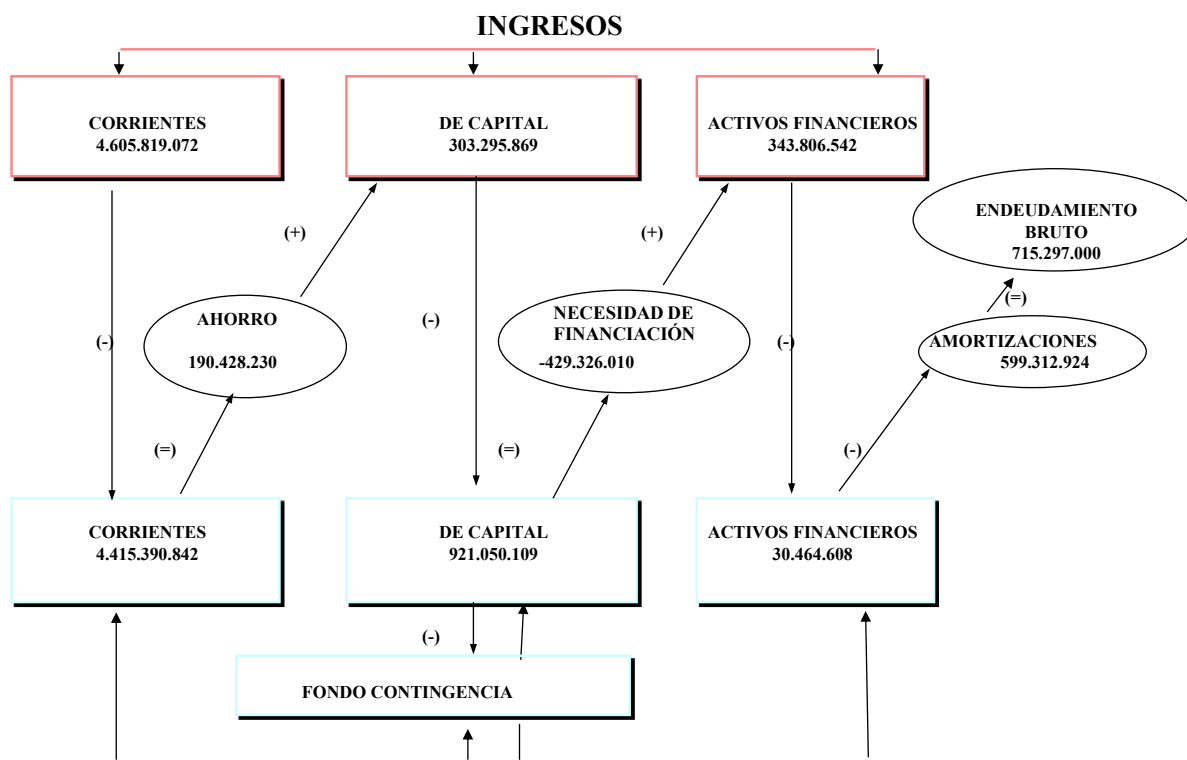 INGRESOS
CORRIENTES
4.605.819.072
DE CAPITAL
303.295.869
ACTIVOS FINANCIEROS
343.806.542
ENDEUDAMIENTO
BRUTO
715.297.000
(+)
(+)
(=)
AHORRO
190.428.230
(-)
(-)
NECESIDAD DE
FINANCIACIÓN
-429.326.010
(-)
AMORTIZACIONES
599.312.924
(=)
(=)
(-)
CORRIENTES
4.415.390.842
DE CAPITAL
921.050.109
ACTIVOS FINANCIEROS
30.464.608
(-)
FONDO CONTINGENCIA